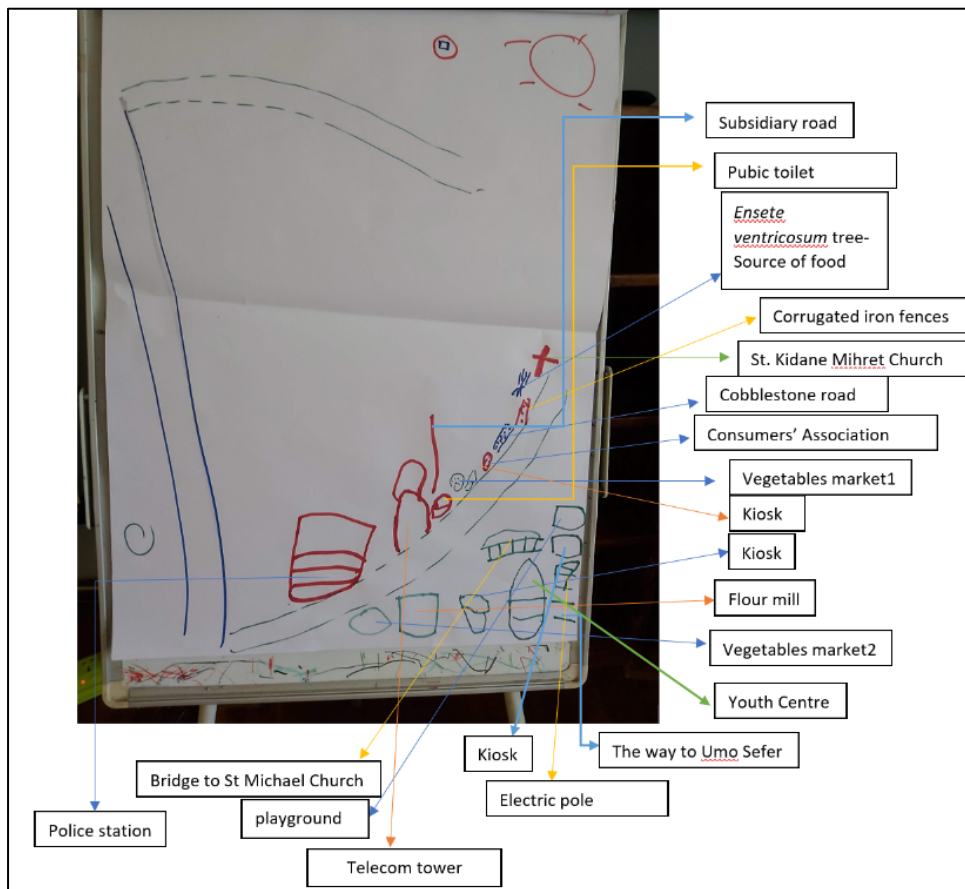 Subsidiary road
Pubic toilet
Ensete
ventricosum tree-
Source of food
Corrugated iron fences
St. Kidane Mihret Church
Cobblestone road
Consumers' Association
Vegetables market1
Kiosk
Kiosk
Flour mill
Vegetables market2
Youth Centre
Kiosk
The way to Umo Sefer
Bridge to St Michael Church
Electric pole
playground
Police station
Telecom tower